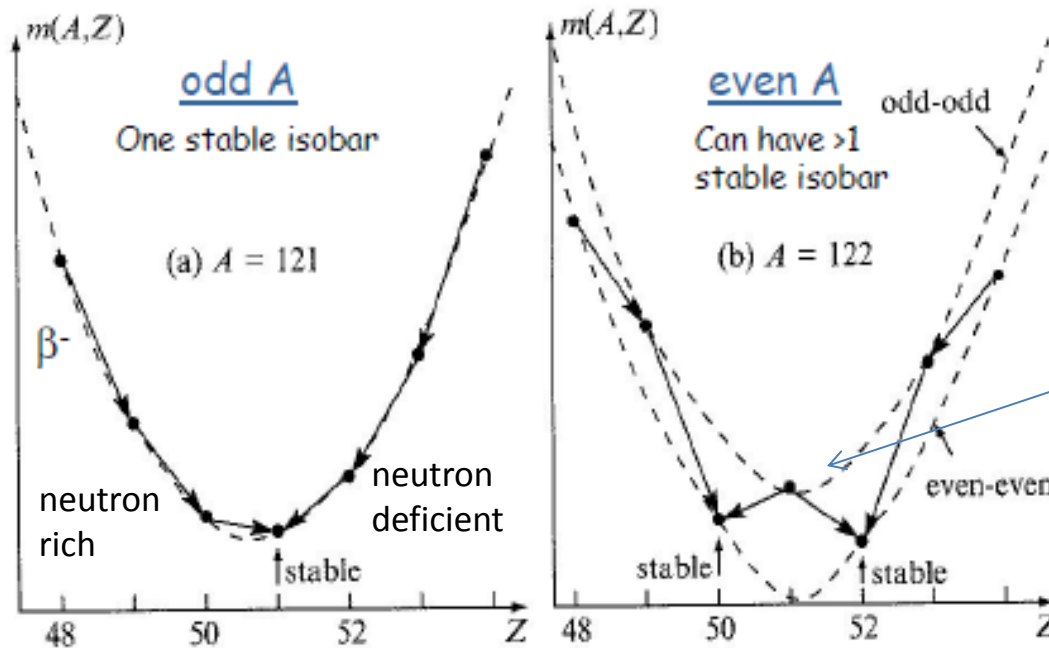 m(A,Z)
odd A
One stable isobar
(a) A = 121
β-
neutron
rich
neutron
deficient
stable
48
50
52
Z
m(A,Z)
even A
Can have >1
stable isobar
odd-odd
(b) A = 122
even-even
stable
stable
48
50
52
Z